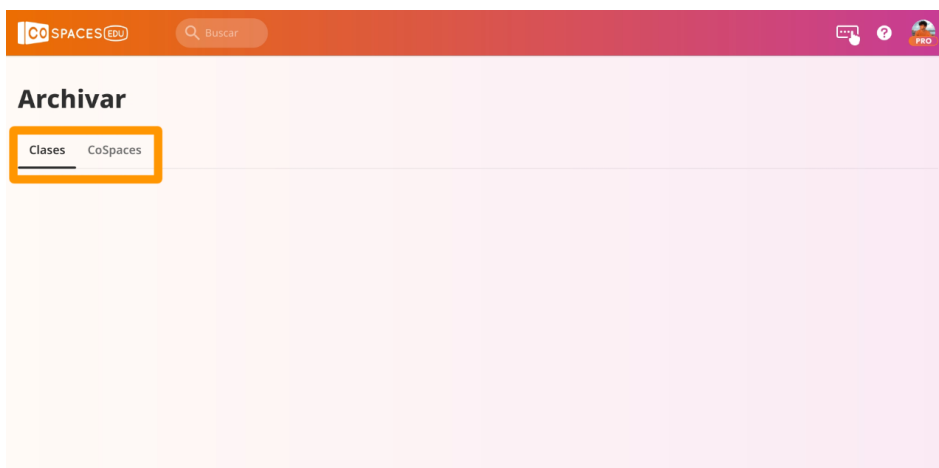 CO SPACES EDU
Buscar
PRO
Archivar
Clases CoSpaces